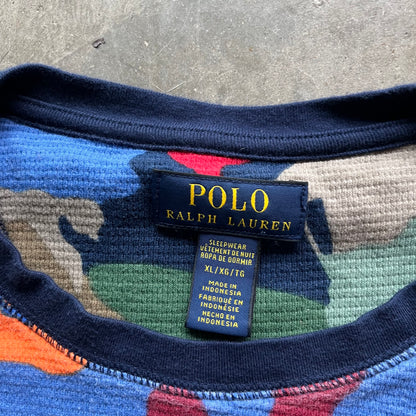 POLO
RALPH LAUREN
SLEEPWEAR
VÊTEMENT DE NUIT
ROPA DE DORMIR
XL/XG/TG
MADE IN
INDONESIA
FABRIQUÉ EN
INDONÉSIE
HECHO EN
INDONESIA